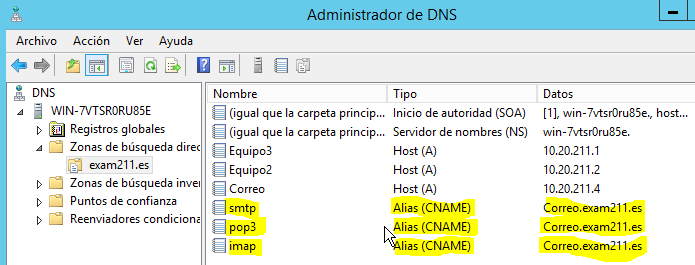 Administrador de DNS
Archivo Acción Ver Ayuda
DNS
WIN-7VTSR0RU85E
Registros globales
Zonas de búsqueda direc
exam211.es
Zonas de búsqueda inver
Puntos de confianza
Reenviadores condiciona
Nombre Tipo Datos
(igual que la carpeta princip... Inicio de autoridad (SOA) [1], win-7vtsr0ru85e., host...
(igual que la carpeta princip... Servidor de nombres (NS) win-7vtsr0ru85e.
Equipo3 Host (A) 10.20.211.1
Equipo2 Host (A) 10.20.211.2
Correo Host (A) 10.20.211.4
smtp Alias (CNAME) Correo.exam211.es
pop3 Alias (CNAME) Correo.exam211.es
imap Alias (CNAME) Correo.exam211.es